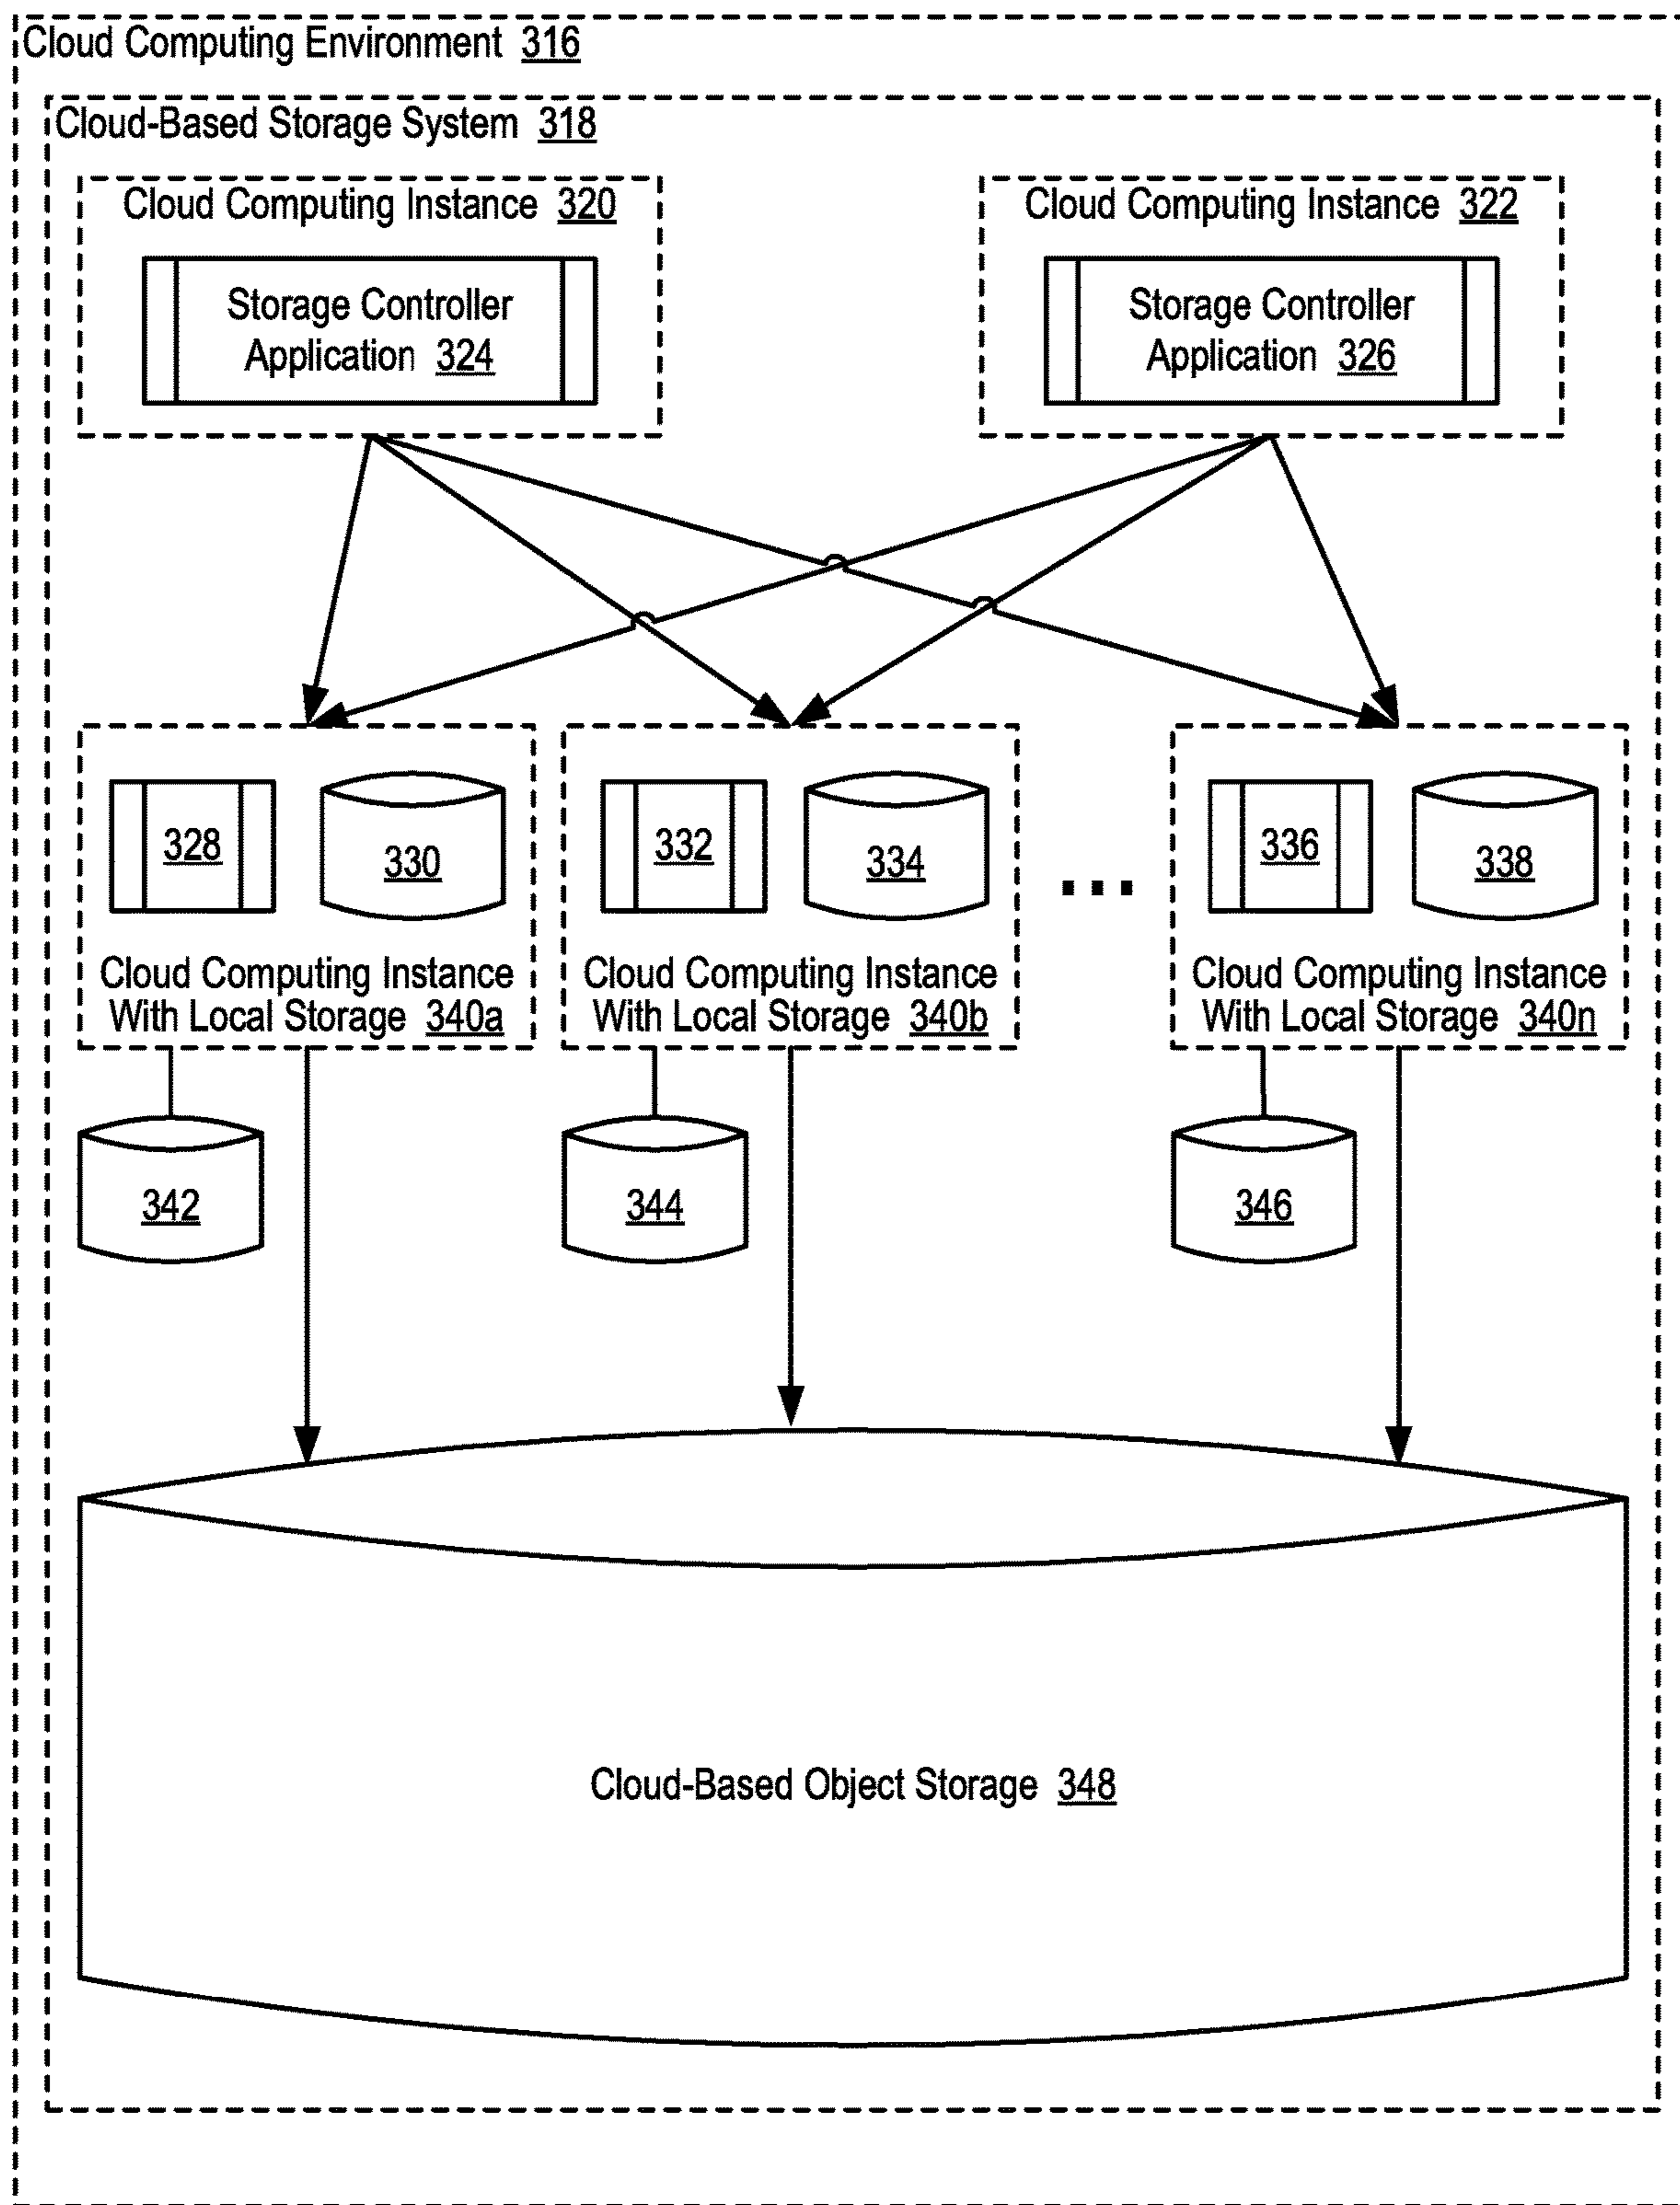 Cloud Computing Environment 316
Cloud-Based Storage System 318
Cloud Computing Instance 320
Storage Controller
Application 324
Cloud Computing Instance 322
Storage Controller
Application 326
328
330
Cloud Computing Instance
With Local Storage 340a
332
334
Cloud Computing Instance
With Local Storage 340b
...
336
338
Cloud Computing Instance
With Local Storage 340n
342
344
346
Cloud-Based Object Storage 348